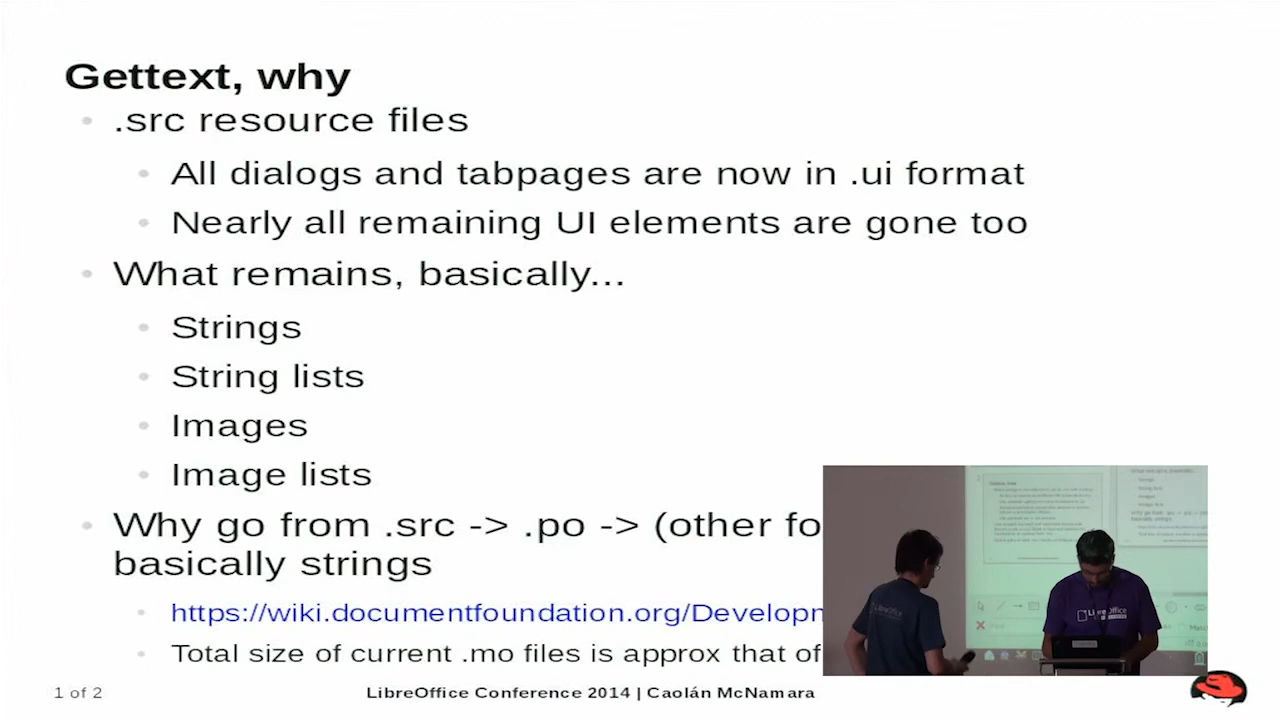 Gettext, why
.src resource files
All dialogs and tabpages are now in .ui format
Nearly all remaining UI elements are gone too
What remains, basically...
Strings
String lists
Images
Image lists
Why go from .src -> .po -> (other fo
basically strings
https://wiki.documentfoundation.org/Developm
Total size of current .mo files is approx that of
LibreOffice
1 of 2
LibreOffice Conference 2014 | Caolán McNamara